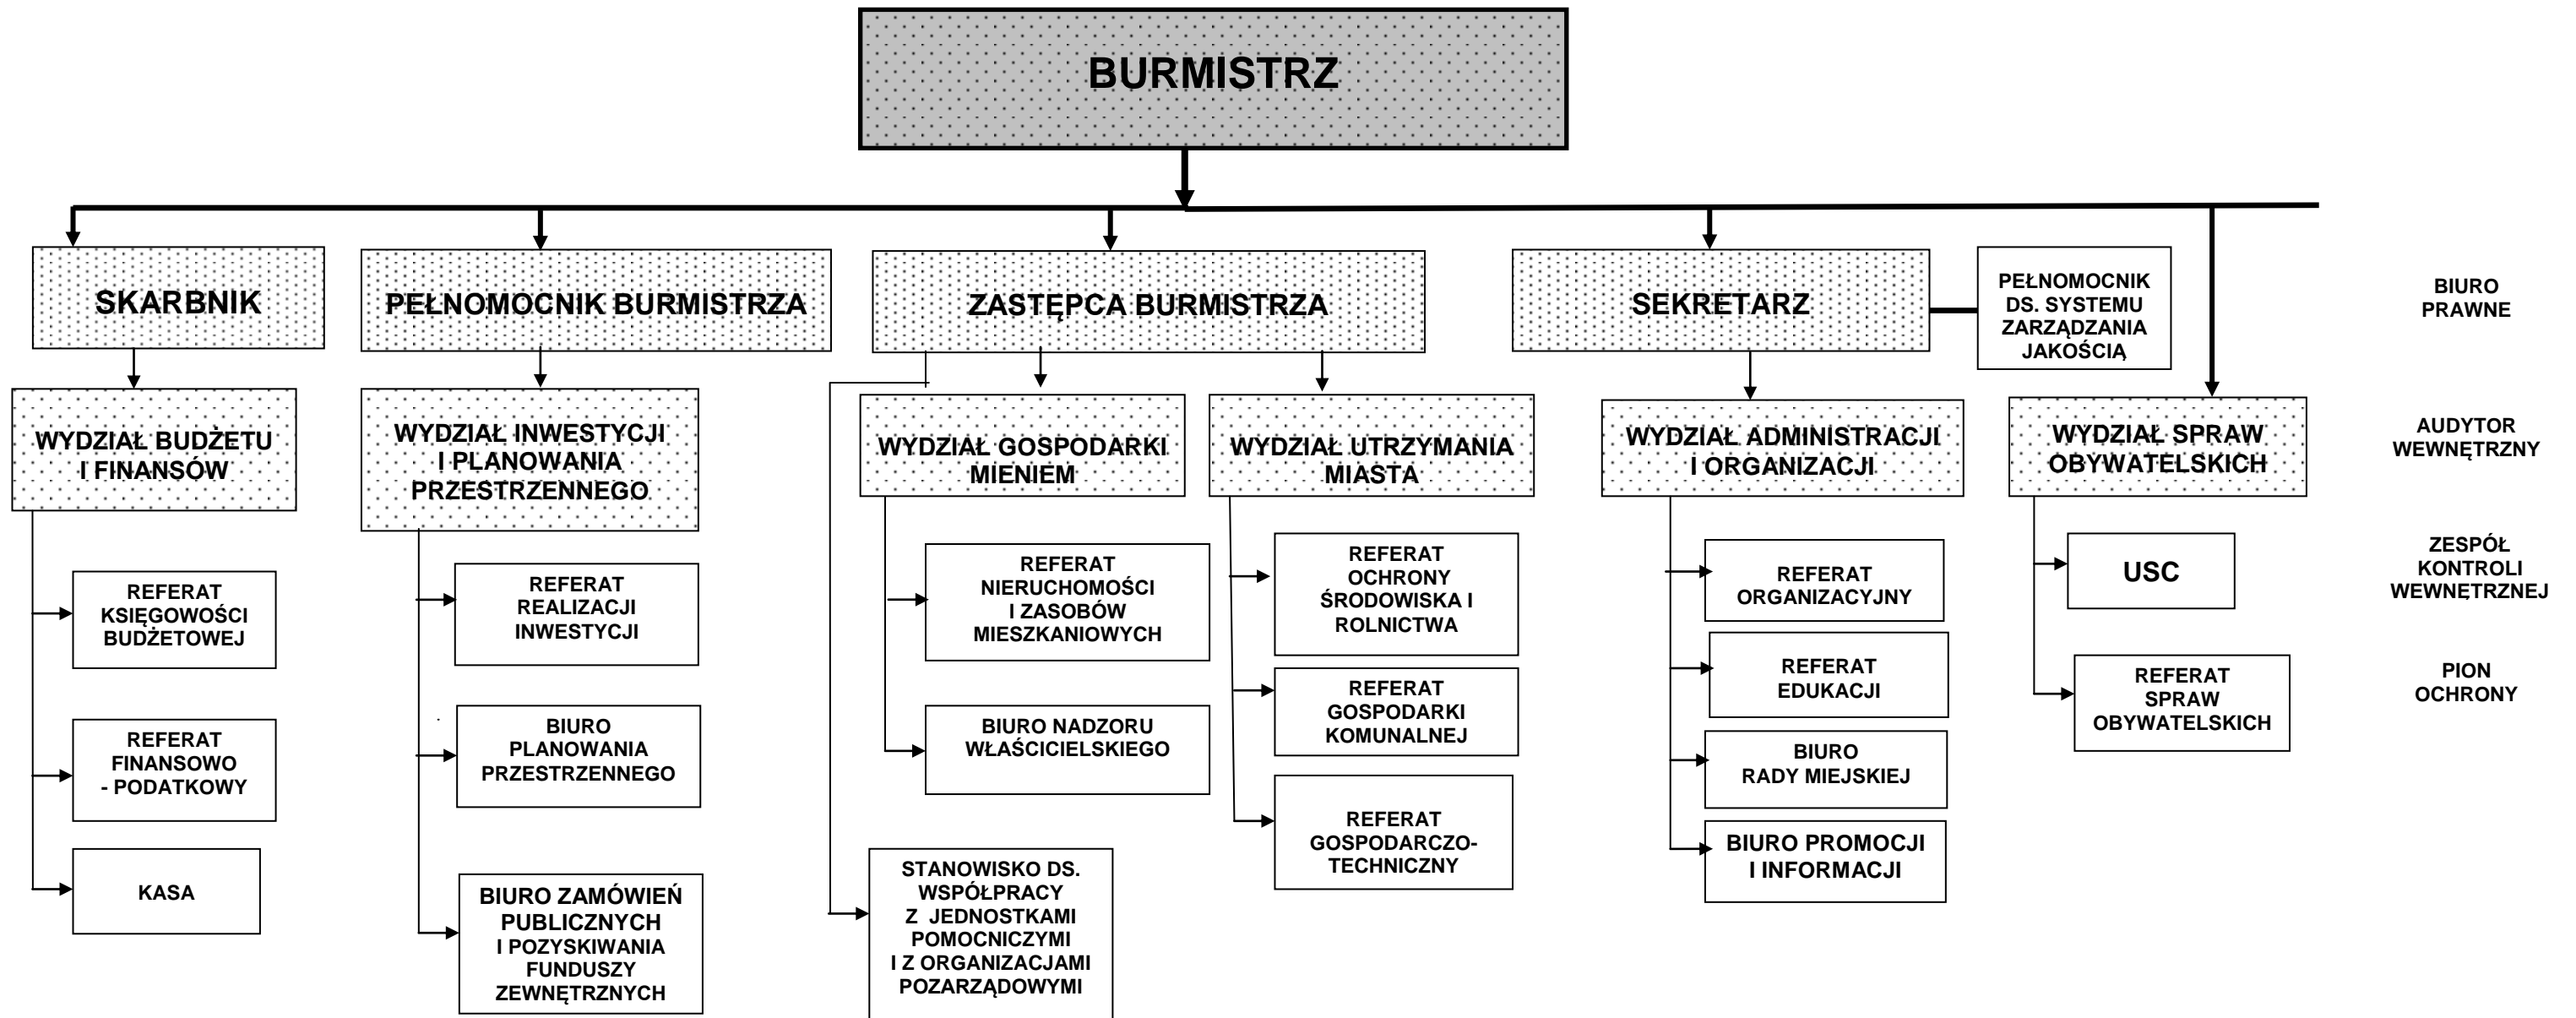 BURMISTRZ
SKARBNIK
PEŁNOMOCNIK BURMISTRZA
ZASTĘPCA BURMISTRZA
SEKRETARZ
PEŁNOMOCNIK
DS. SYSTEMU
ZARZĄDZANIA
JAKOŚCIĄ
BIURO
PRAWNE
WYDZIAŁ BUDŻETU
I FINANSÓW
WYDZIAŁ INWESTYCJI
I PLANOWANIA
PRZESTRZENNEGO
WYDZIAŁ GOSPODARKI
MIENIEM
WYDZIAŁ UTRZYMANIA
MIASTA
WYDZIAŁ ADMINISTRACJI
I ORGANIZACJI
WYDZIAŁ SPRAW
OBYWATELSKICH
AUDYTOR
WEWNĘTRZNY
REFERAT
KSIĘGOWOŚCI
BUDŻETOWEJ
REFERAT
REALIZACJI
INWESTYCJI
REFERAT
NIERUCHOMOŚCI
I ZASOBÓW
MIESZKANIOWYCH
REFERAT
OCHRONY
ŚRODOWISKA I
ROLNICTWA
REFERAT
ORGANIZACYJNY
USC
ZESPÓŁ
KONTROLI
WEWNĘTRZNEJ
REFERAT
FINANSOWO
- PODATKOWY
BIURO
PLANOWANIA
PRZESTRZENNEGO
BIURO NADZORU
WŁAŚCICIELSKIEGO
REFERAT
GOSPODARKI
KOMUNALNEJ
REFERAT
EDUKACJI
REFERAT
SPRAW
OBYWATELSKICH
PION
OCHRONY
BIURO
RADY MIEJSKIEJ
KASA
BIURO ZAMÓWIEŃ
PUBLICZNYCH
I POZYSKIWANIA
FUNDUSZY
ZEWNĘTRZNYCH
STANOWISKO DS.
WSPÓŁPRACY
Z JEDNOSTKAMI
POMOCNICZYMI
I Z ORGANIZACJAMI
POZARZĄDOWYMI
REFERAT
GOSPODARCZO-
TECHNICZNY
BIURO PROMOCJI
I INFORMACJI